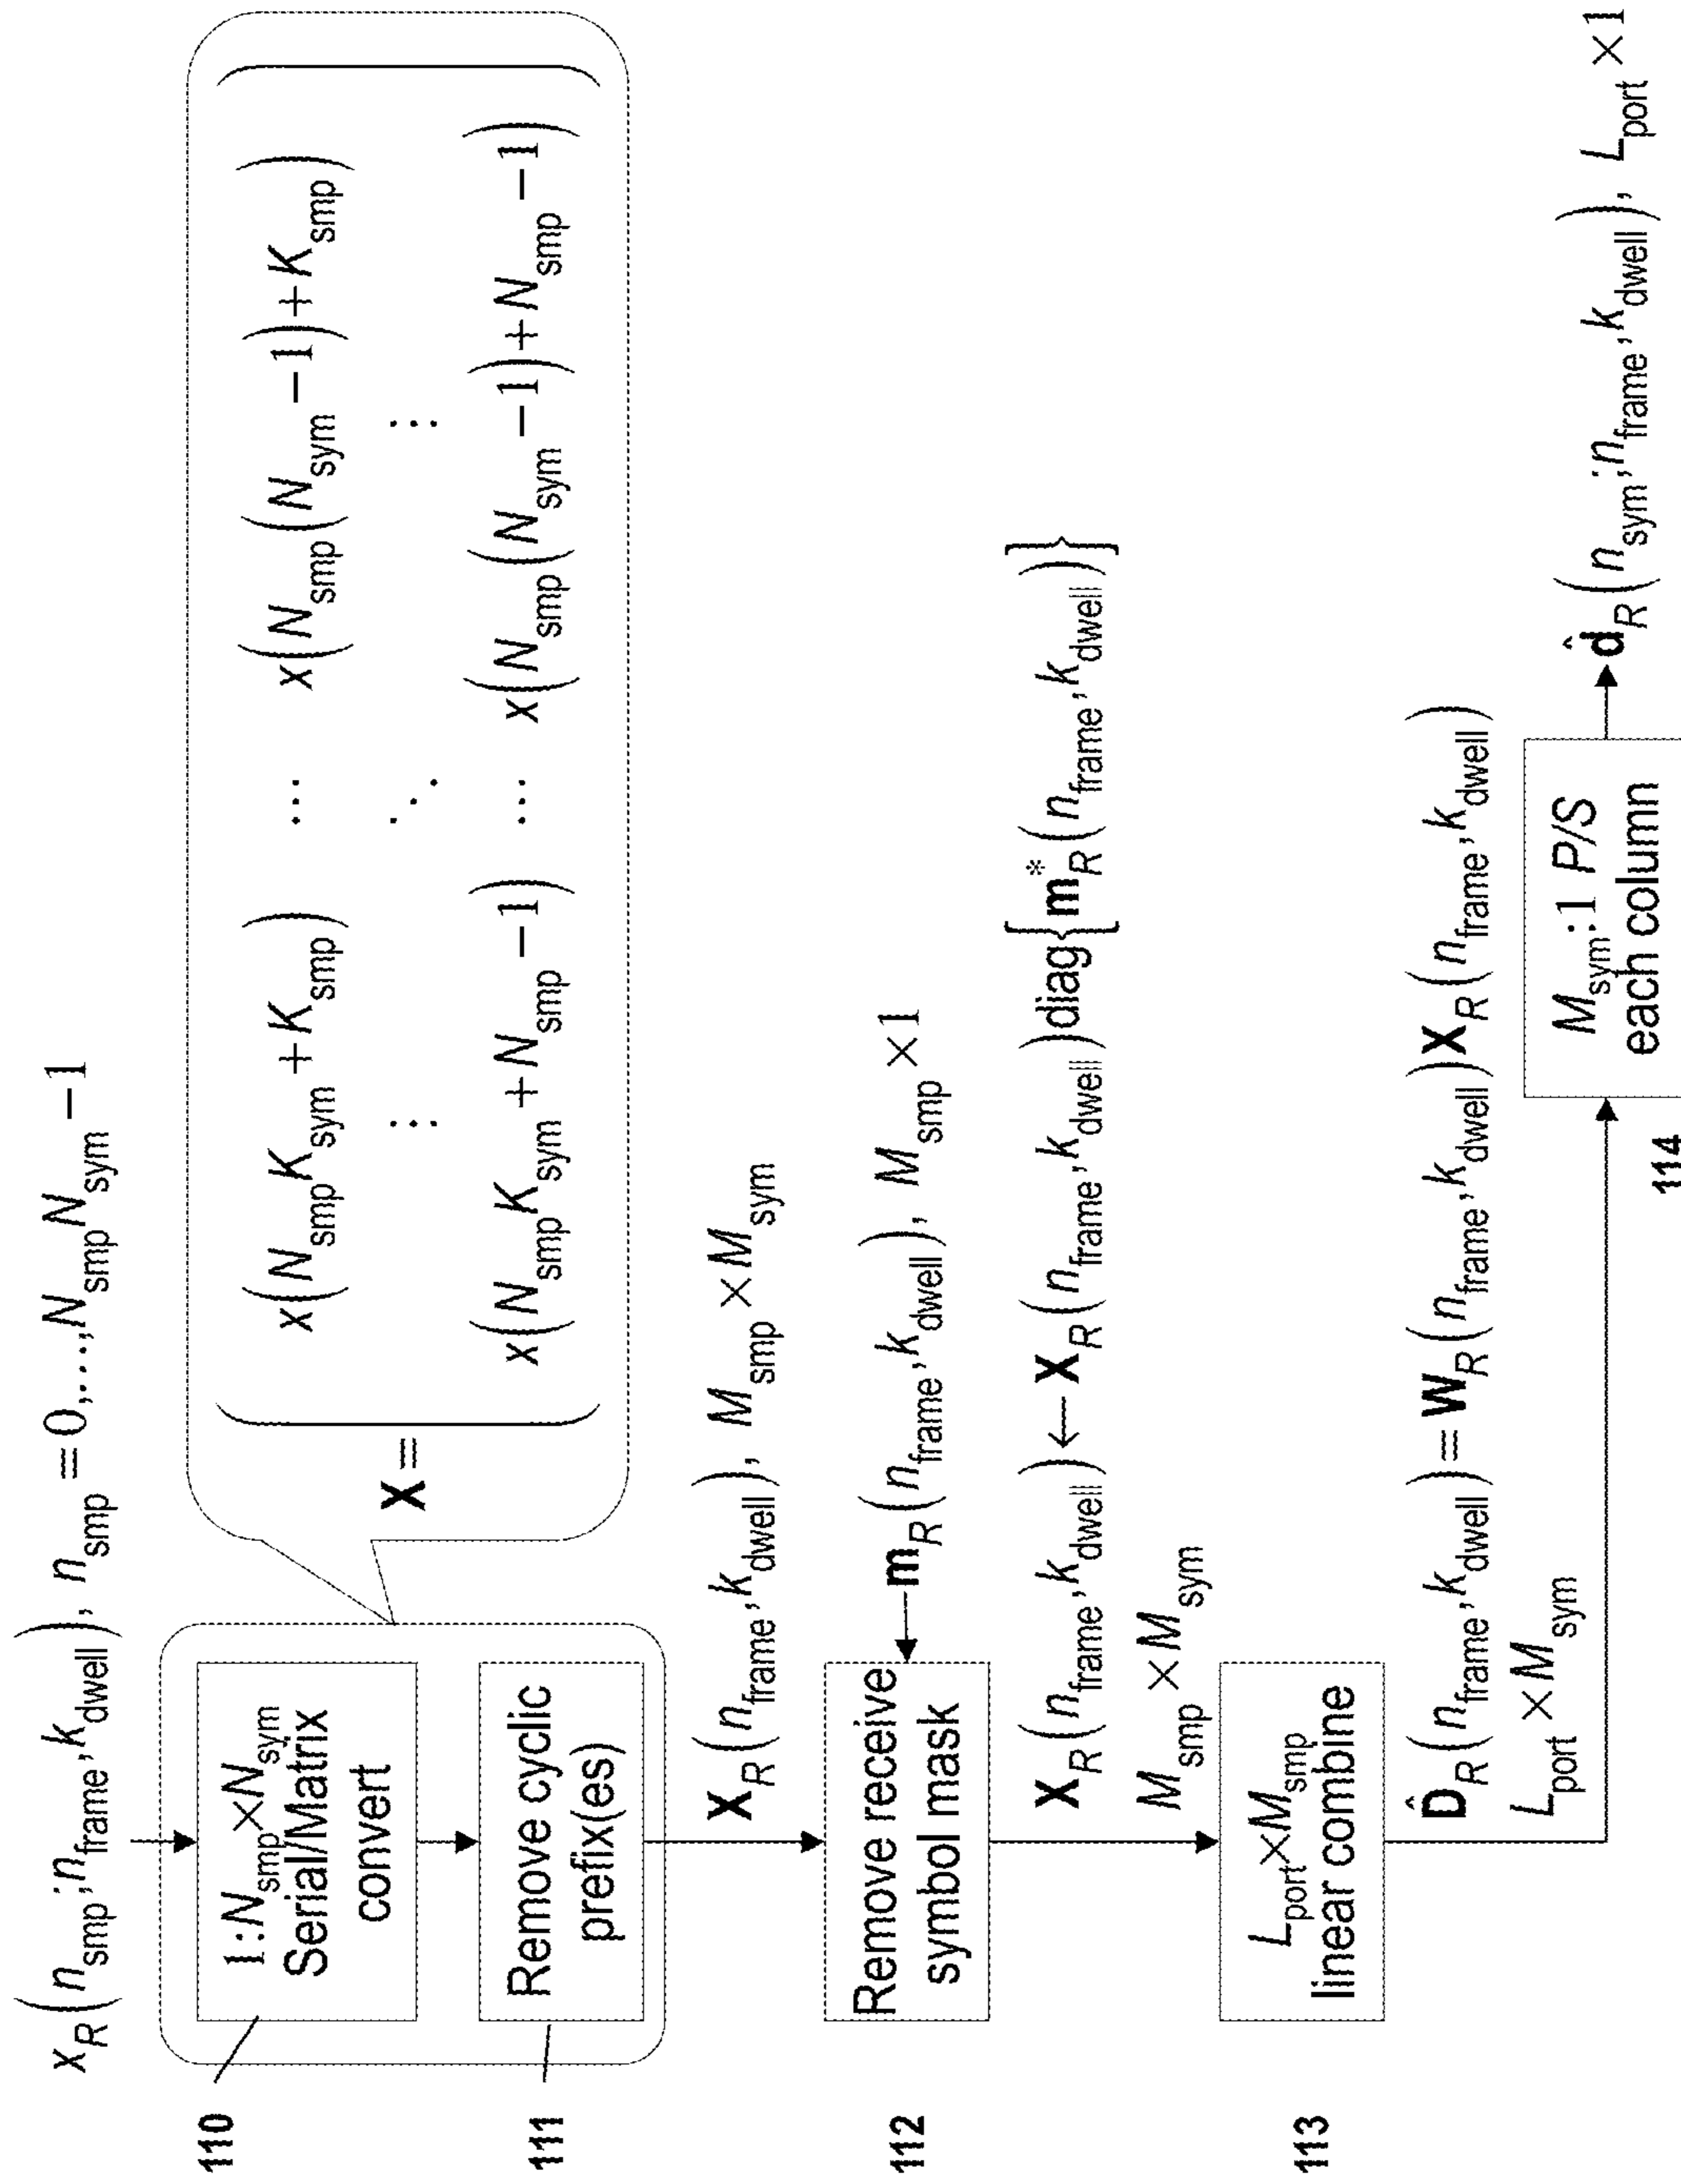 x_R(n_smp; n_frame, k_dwell), n_smp = 0,…,N_smp N_sym − 1
110
1:N_smp×N_sym
Serial/Matrix
convert
X = ( x(N_smp K_sym + K_smp) ⋯ x(N_smp(N_sym − 1) + K_smp)
⋮ ⋱ ⋮
x(N_smp K_sym + N_smp − 1) ⋯ x(N_smp(N_sym − 1) + N_smp − 1) )
111
Remove cyclic
prefix(es)
X_R(n_frame, k_dwell), M_smp × M_sym
112
Remove receive
symbol mask
m_R(n_frame, k_dwell), M_smp × 1
X_R(n_frame, k_dwell) ← X_R(n_frame, k_dwell)diag{m*_R(n_frame, k_dwell)}
M_smp × M_sym
113
L_port×M_smp
linear combine
D̂_R(n_frame, k_dwell) = W_R(n_frame, k_dwell)X_R(n_frame, k_dwell)
L_port × M_sym
114
M_sym:1 P/S
each column
d̂_R(n_sym; n_frame, k_dwell), L_port × 1